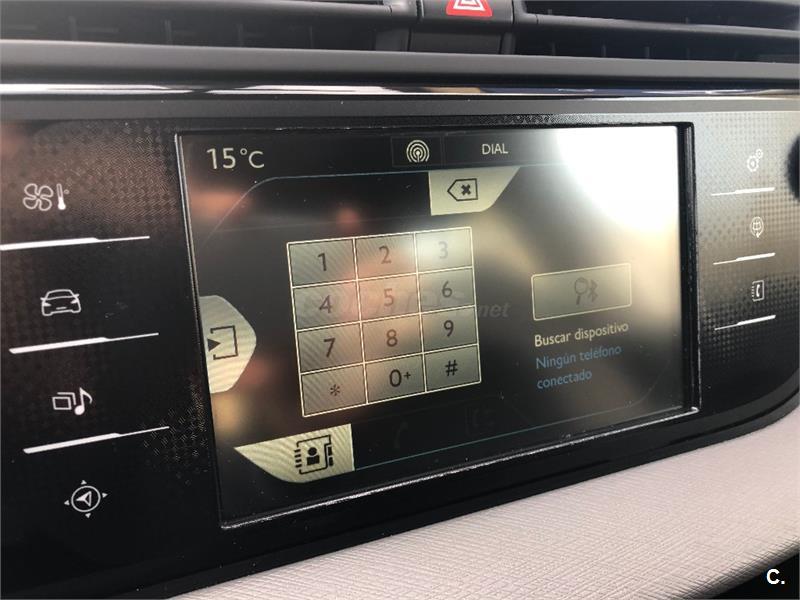 15°C
DIAL
1 2 3
4 5 6
7 8 9
* 0+ #
Buscar dispositivo
Ningún teléfono
conectado
C.